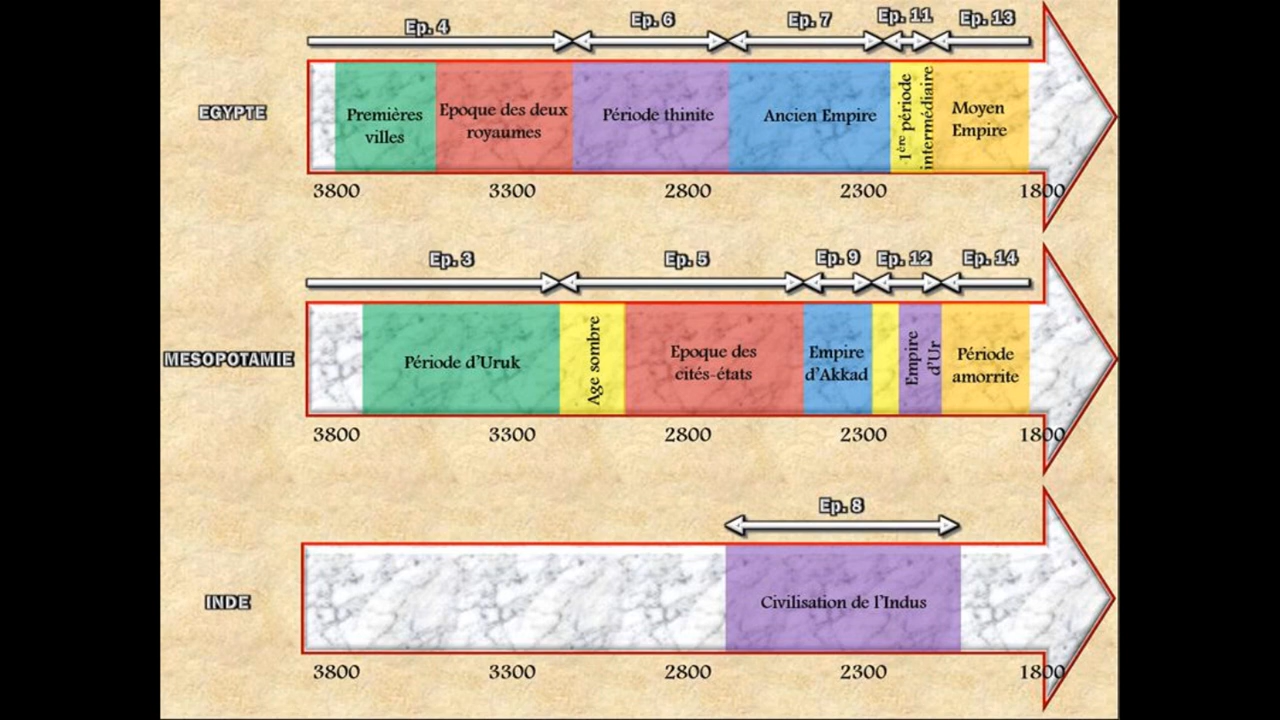 Ep. 4
Ep. 6
Ep. 7
Ep. 11
Ep. 13
EGYPTE
Premières
villes
Epoque des deux
royaumes
Période thinite
Ancien Empire
1ère période
intermédiaire
Moyen
Empire
3800
3300
2800
2300
1800
Ep. 3
Ep. 5
Ep. 9
Ep. 12
Ep. 14
MESOPOTAMIE
Période d'Uruk
Age sombre
Epoque des
cités-états
Empire
d'Akkad
Empire
d'Ur
Période
amorrite
3800
3300
2800
2300
1800
Ep. 8
INDE
Civilisation de l'Indus
3800
3300
2800
2300
1800